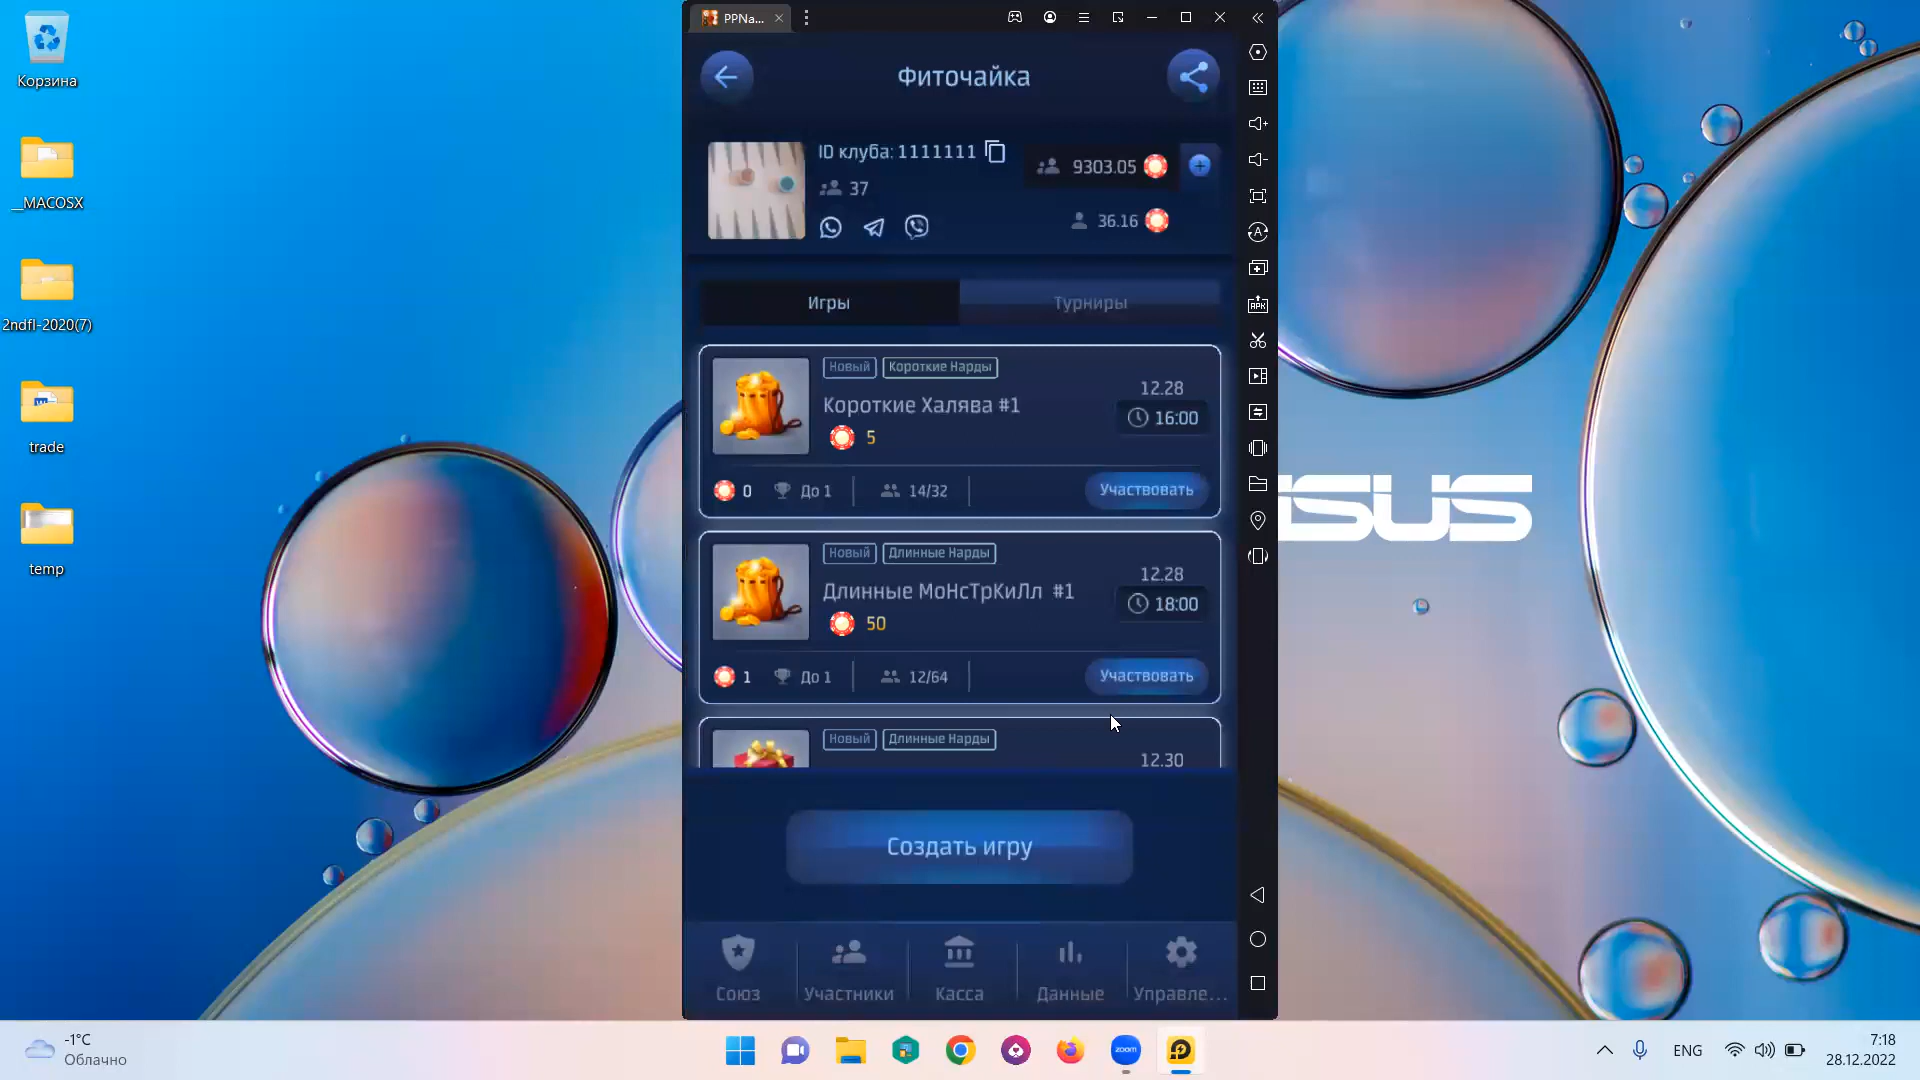 Корзина
__MACOSX
2ndfl-2020(7)
trade
temp
PPNa...
Фиточайка
ID клуба: 1111111
9303.05
37
36.16
Игры
Турниры
Новый Короткие Нарды
12.28
Короткие Халява #1
16:00
5
0 До 1 14/32 Участвовать
Новый Длинные Нарды
12.28
Длинные МоНсТрКиЛл #1
18:00
50
1 До 1 12/64 Участвовать
Новый Длинные Нарды
12.30
Создать игру
Союз Участники Касса Данные Управле...
SUS
-1°C
Облачно
zoom
ENG
7:18
28.12.2022